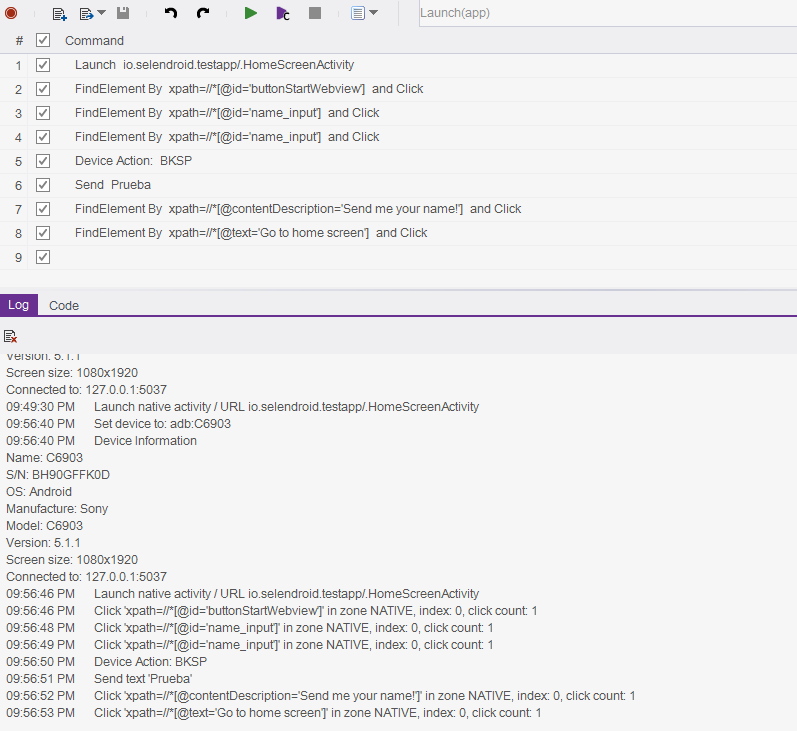 Launch(app)
# Command
1 Launch io.selendroid.testapp/.HomeScreenActivity
2 FindElement By xpath=//*[@id='buttonStartWebview'] and Click
3 FindElement By xpath=//*[@id='name_input'] and Click
4 FindElement By xpath=//*[@id='name_input'] and Click
5 Device Action: BKSP
6 Send Prueba
7 FindElement By xpath=//*[@contentDescription='Send me your name!'] and Click
8 FindElement By xpath=//*[@text='Go to home screen'] and Click
9
Log Code
Version: 5.1.1
Screen size: 1080x1920
Connected to: 127.0.0.1:5037
09:49:30 PM Launch native activity / URL io.selendroid.testapp/.HomeScreenActivity
09:56:40 PM Set device to: adb:C6903
09:56:40 PM Device Information
Name: C6903
S/N: BH90GFFK0D
OS: Android
Manufacture: Sony
Model: C6903
Version: 5.1.1
Screen size: 1080x1920
Connected to: 127.0.0.1:5037
09:56:46 PM Launch native activity / URL io.selendroid.testapp/.HomeScreenActivity
09:56:46 PM Click 'xpath=//*[@id='buttonStartWebview']' in zone NATIVE, index: 0, click count: 1
09:56:48 PM Click 'xpath=//*[@id='name_input']' in zone NATIVE, index: 0, click count: 1
09:56:49 PM Click 'xpath=//*[@id='name_input']' in zone NATIVE, index: 0, click count: 1
09:56:50 PM Device Action: BKSP
09:56:51 PM Send text 'Prueba'
09:56:52 PM Click 'xpath=//*[@contentDescription='Send me your name!']' in zone NATIVE, index: 0, click count: 1
09:56:53 PM Click 'xpath=//*[@text='Go to home screen']' in zone NATIVE, index: 0, click count: 1